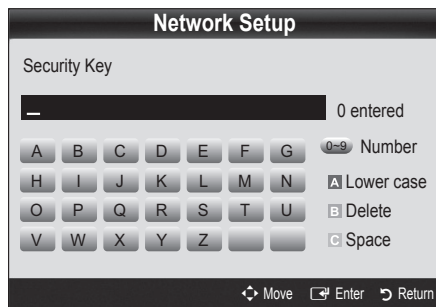 Network Setup
Security Key
_
0 entered
A B C D E F G 0~9 Number
H I J K L M N A Lower case
O P Q R S T U B Delete
V W X Y Z C Space
Move Enter Return